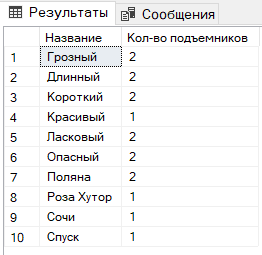 Результаты Сообщения
Название Кол-во подъемников
1 Грозный 2
2 Длинный 2
3 Короткий 2
4 Красивый 1
5 Ласковый 2
6 Опасный 2
7 Поляна 2
8 Роза Хутор 1
9 Сочи 1
10 Спуск 1